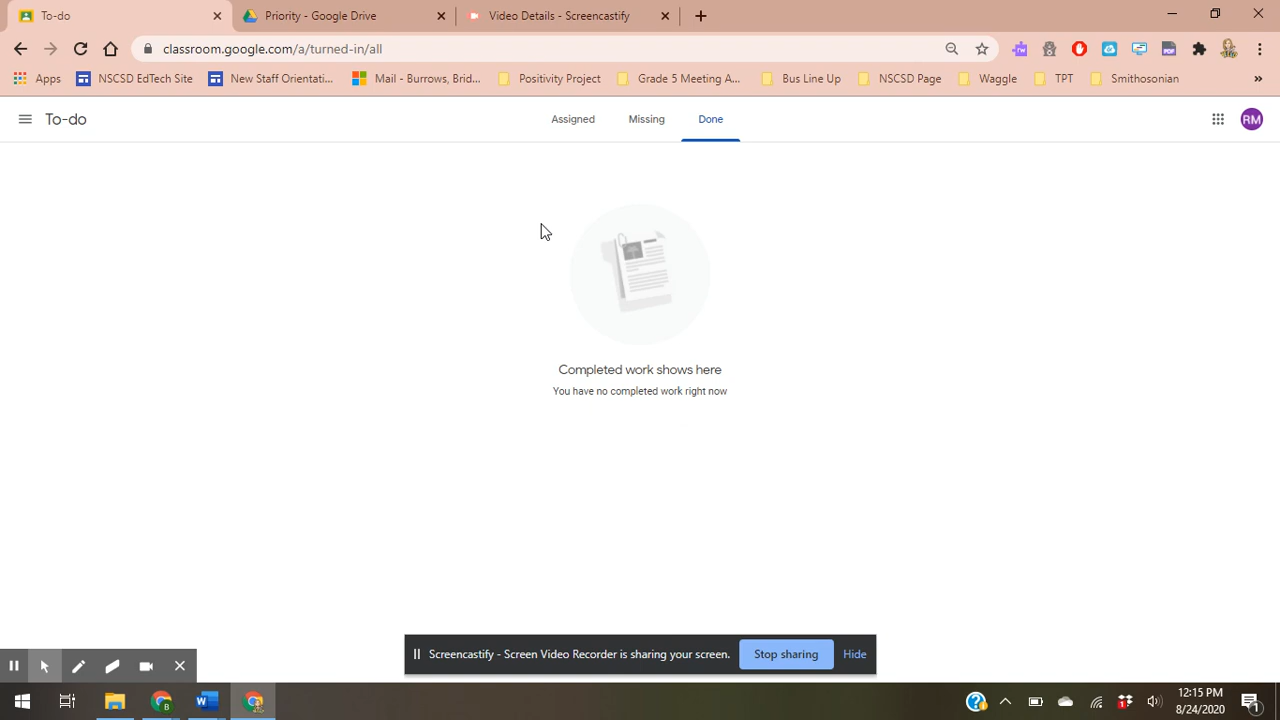 To-do
Priority - Google Drive
Video Details - Screencastify
classroom.google.com/a/turned-in/all
Apps
NSCSD EdTech Site
New Staff Orientati...
Mail - Burrows, Brid...
Positivity Project
Grade 5 Meeting A...
Bus Line Up
NSCSD Page
Waggle
TPT
Smithosonian
»
To-do
Assigned
Missing
Done
RM
Completed work shows here
You have no completed work right now
Screencastify - Screen Video Recorder is sharing your screen.
Stop sharing
Hide
12:15 PM
8/24/2020